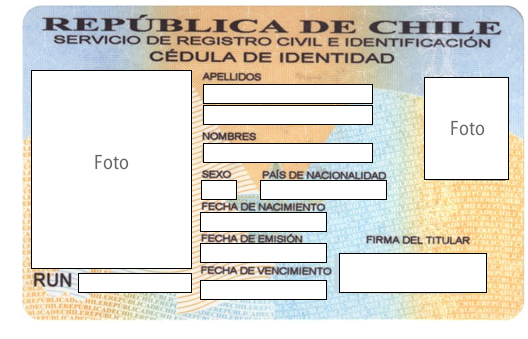 REPÚBLICA DE CHILE
SERVICIO DE REGISTRO CIVIL E IDENTIFICACIÓN
CÉDULA DE IDENTIDAD
APELLIDOS
Foto
Foto
NOMBRES
SEXO PAÍS DE NACIONALIDAD
FECHA DE NACIMIENTO
FECHA DE EMISIÓN
FIRMA DEL TITULAR
FECHA DE VENCIMIENTO
RUN